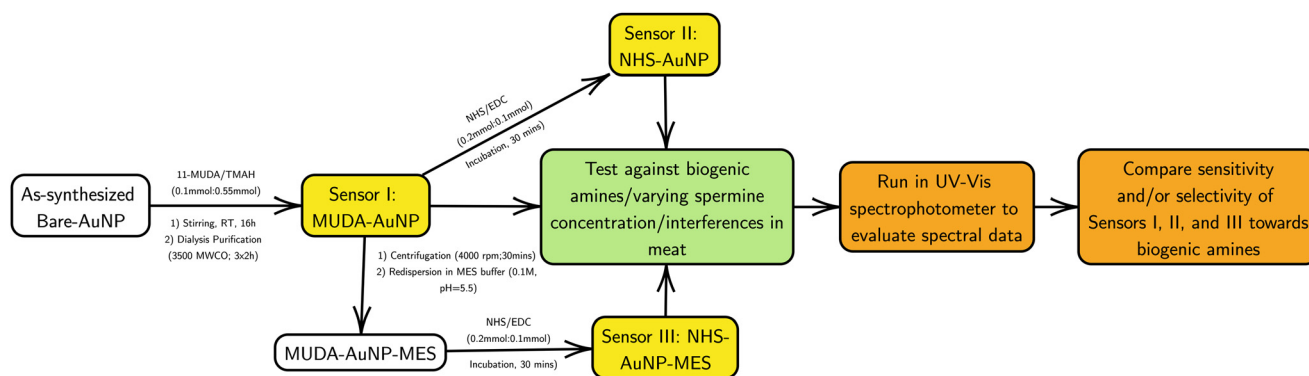 As-synthesized
Bare-AuNP
11-MUDA/TMAH
(0.1mmol:0.55mmol)
1) Stirring, RT, 16h
2) Dialysis Purification
(3500 MWCO; 3x2h)
Sensor I:
MUDA-AuNP
NHS/EDC
(0.2mmol:0.1mmol)
Incubation, 30 mins)
Sensor II:
NHS-AuNP
1) Centrifugation (4000 rpm;30mins)
2) Redispersion in MES buffer (0.1M,
pH=5.5)
MUDA-AuNP-MES
NHS/EDC
(0.2mmol:0.1mmol)
Incubation, 30 mins)
Sensor III: NHS-
AuNP-MES
Test against biogenic
amines/varying spermine
concentration/interferences in
meat
Run in UV-Vis
spectrophotometer to
evaluate spectral data
Compare sensitivity
and/or selectivity of
Sensors I, II, and III towards
biogenic amines